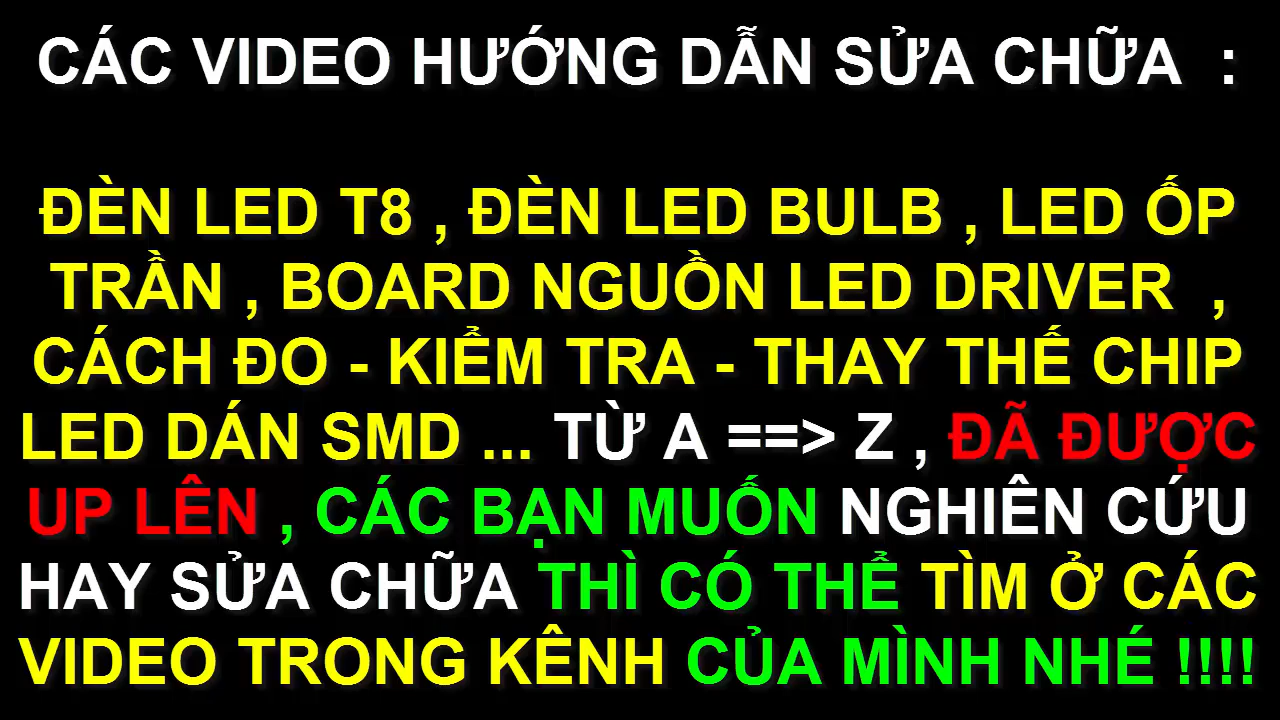 CÁC VIDEO HƯỚNG DẪN SỬA CHỮA :
ĐÈN LED T8 , ĐÈN LED BULB , LED ỐP
TRẦN , BOARD NGUỒN LED DRIVER ,
CÁCH ĐO - KIỂM TRA - THAY THẾ CHIP
LED DÁN SMD ... TỪ A ==> Z , ĐÃ ĐƯỢC
UP LÊN , CÁC BẠN MUỐN NGHIÊN CỨU
HAY SỬA CHỮA THÌ CÓ THỂ TÌM Ở CÁC
VIDEO TRONG KÊNH CỦA MÌNH NHÉ !!!!